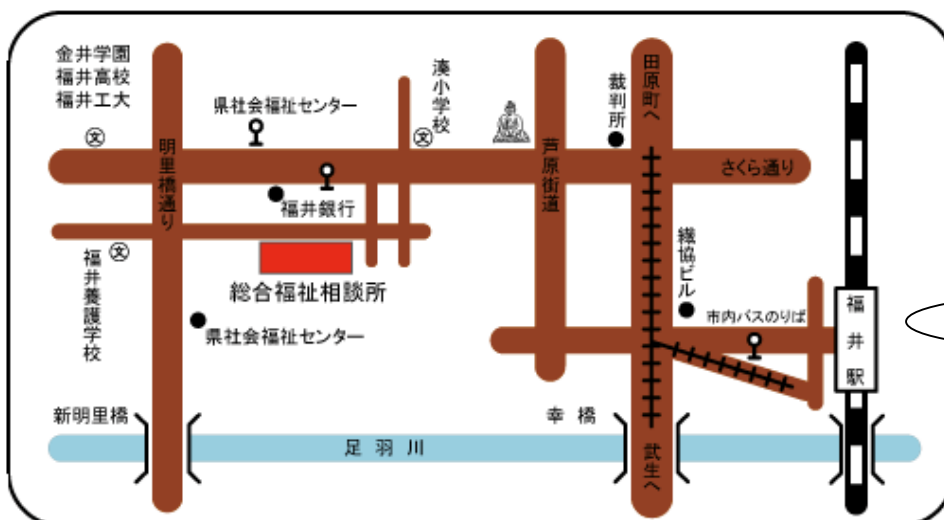 金井学園
福井高校
福井工大
県社会福祉センター
湊小学校
裁判所
田原町へ
明里橋通り
芦原街道
さくら通り
福井銀行
福井養護学校
総合福祉相談所
県社会福祉センター
繊協ビル
市内バスのりば
福井駅
新明里橋
足羽川
幸橋
武生へ
文
文
文